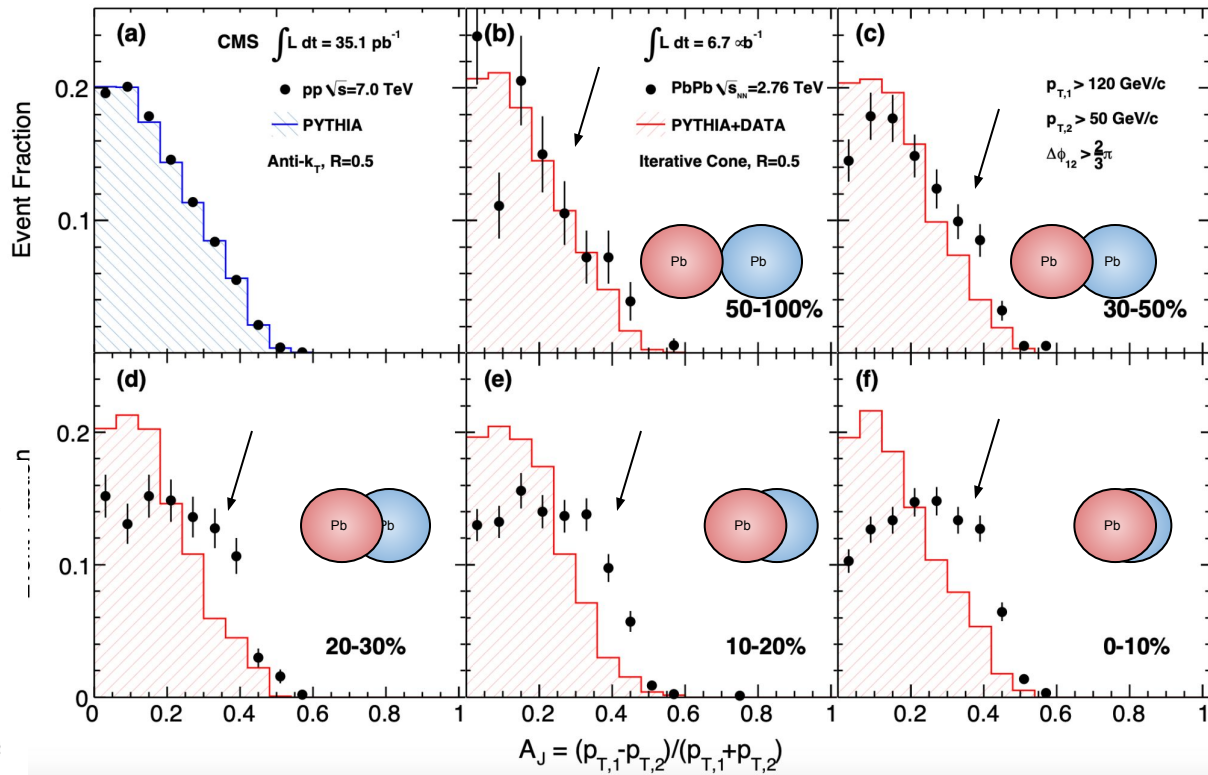 (a)
CMS ∫L dt = 35.1 pb⁻¹
pp √s=7.0 TeV
PYTHIA
Anti-k_T, R=0.5
(b)
∫L dt = 6.7 ∝b⁻¹
PbPb √s_NN=2.76 TeV
PYTHIA+DATA
Iterative Cone, R=0.5
Pb Pb
50-100%
(c)
p_T,1 > 120 GeV/c
p_T,2 > 50 GeV/c
Δϕ₁₂ > 2/3 π
Pb Pb
30-50%
Event Fraction
0.2
0.1
(d)
Pb Pb
20-30%
(e)
Pb
10-20%
(f)
Pb
0-10%
0.2
0.1
0
0 0.2 0.4 0.6 0.8 1
0.2 0.4 0.6 0.8 1
0.2 0.4 0.6 0.8 1
A_J = (p_T,1-p_T,2)/(p_T,1+p_T,2)